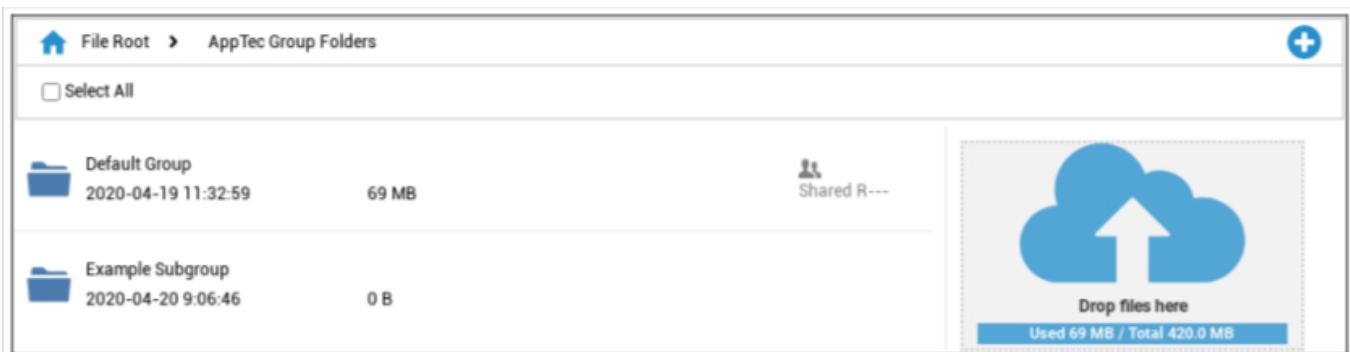 File Root > AppTec Group Folders
Select All
Default Group
2020-04-19 11:32:59 69 MB
Shared R---
Example Subgroup
2020-04-20 9:06:46 0 B
Drop files here
Used 69 MB / Total 420.0 MB